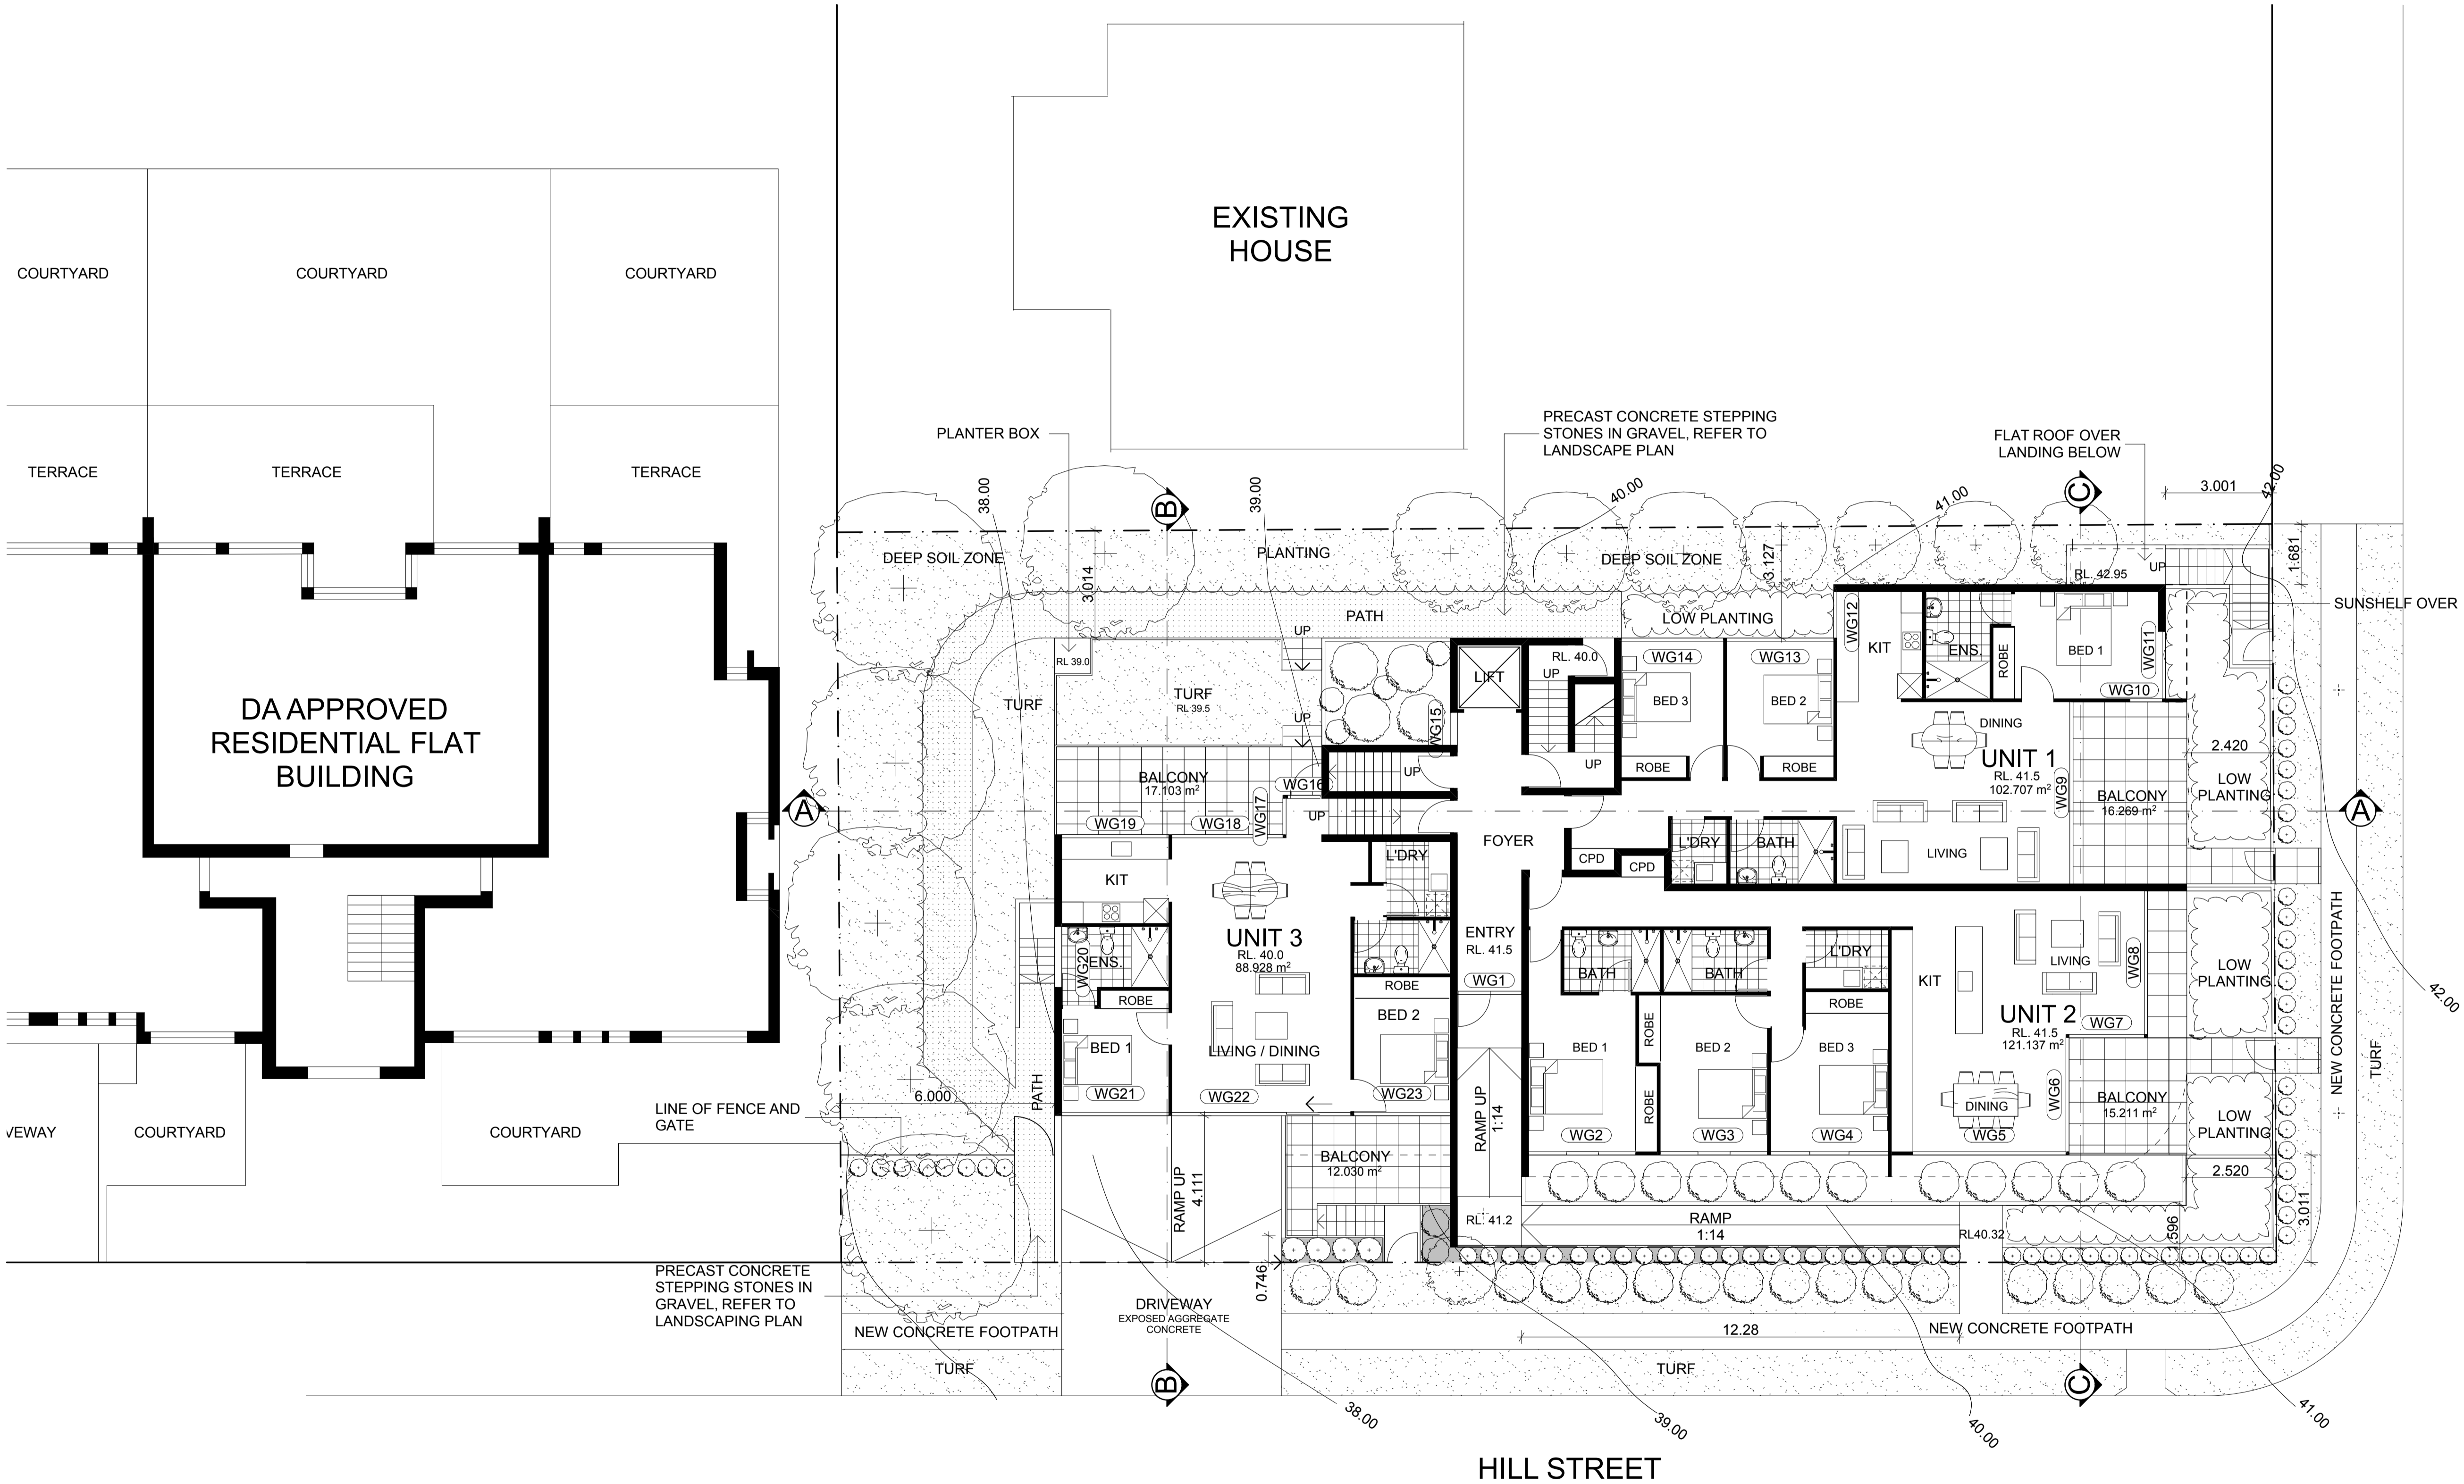 EXISTING
HOUSE
COURTYARD
COURTYARD
COURTYARD
TERRACE
TERRACE
TERRACE
DA APPROVED
RESIDENTIAL FLAT
BUILDING
VEWAY
COURTYARD
COURTYARD
PLANTER BOX
PRECAST CONCRETE STEPPING
STONES IN GRAVEL, REFER TO
LANDSCAPE PLAN
FLAT ROOF OVER
LANDING BELOW
38.00
39.00
40.00
41.00
42.00
3.001
B
C
DEEP SOIL ZONE
PLANTING
DEEP SOIL ZONE
3.014
3.127
1.681
RL. 42.95
UP
SUNSHELF OVER
PATH
LOW PLANTING
UP
RL 39.0
TURF
TURF
RL 39.5
UP
LIFT
RL. 40.0
UP
UP
WG14
WG13
BED 3
BED 2
ROBE
ROBE
WG12
KIT
ENS.
ROBE
BED 1
WG11
WG10
WG15
UP
WG16
UP
DINING
UNIT 1
RL. 41.5
102.707 m²
WG9
BALCONY
16.269 m²
2.420
LOW
PLANTING
A
A
BALCONY
17.103 m²
WG19
WG18
WG17
FOYER
CPD
CPD
L'DRY
BATH
LIVING
KIT
L'DRY
UNIT 3
RL. 40.0
88.928 m²
WG20
ENS.
ROBE
ROBE
BED 1
BED 2
LIVING / DINING
WG21
WG22
WG23
ENTRY
RL. 41.5
WG1
BATH
BATH
L'DRY
ROBE
ROBE
ROBE
BED 1
BED 2
BED 3
WG2
WG3
WG4
KIT
LIVING
WG8
UNIT 2
RL. 41.5
121.137 m²
WG7
WG6
DINING
WG5
BALCONY
15.211 m²
LOW
PLANTING
LOW
PLANTING
2.520
3.011
1.596
NEW CONCRETE FOOTPATH
TURF
42.00
6.000
PATH
LINE OF FENCE AND
GATE
RAMP UP
4.111
BALCONY
12.030 m²
RAMP UP
1:14
RL. 41.2
RAMP
1:14
RL40.32
0.746
PRECAST CONCRETE
STEPPING STONES IN
GRAVEL, REFER TO
LANDSCAPING PLAN
DRIVEWAY
EXPOSED AGGREGATE
CONCRETE
NEW CONCRETE FOOTPATH
12.28
NEW CONCRETE FOOTPATH
TURF
TURF
B
C
38.00
39.00
40.00
41.00
HILL STREET